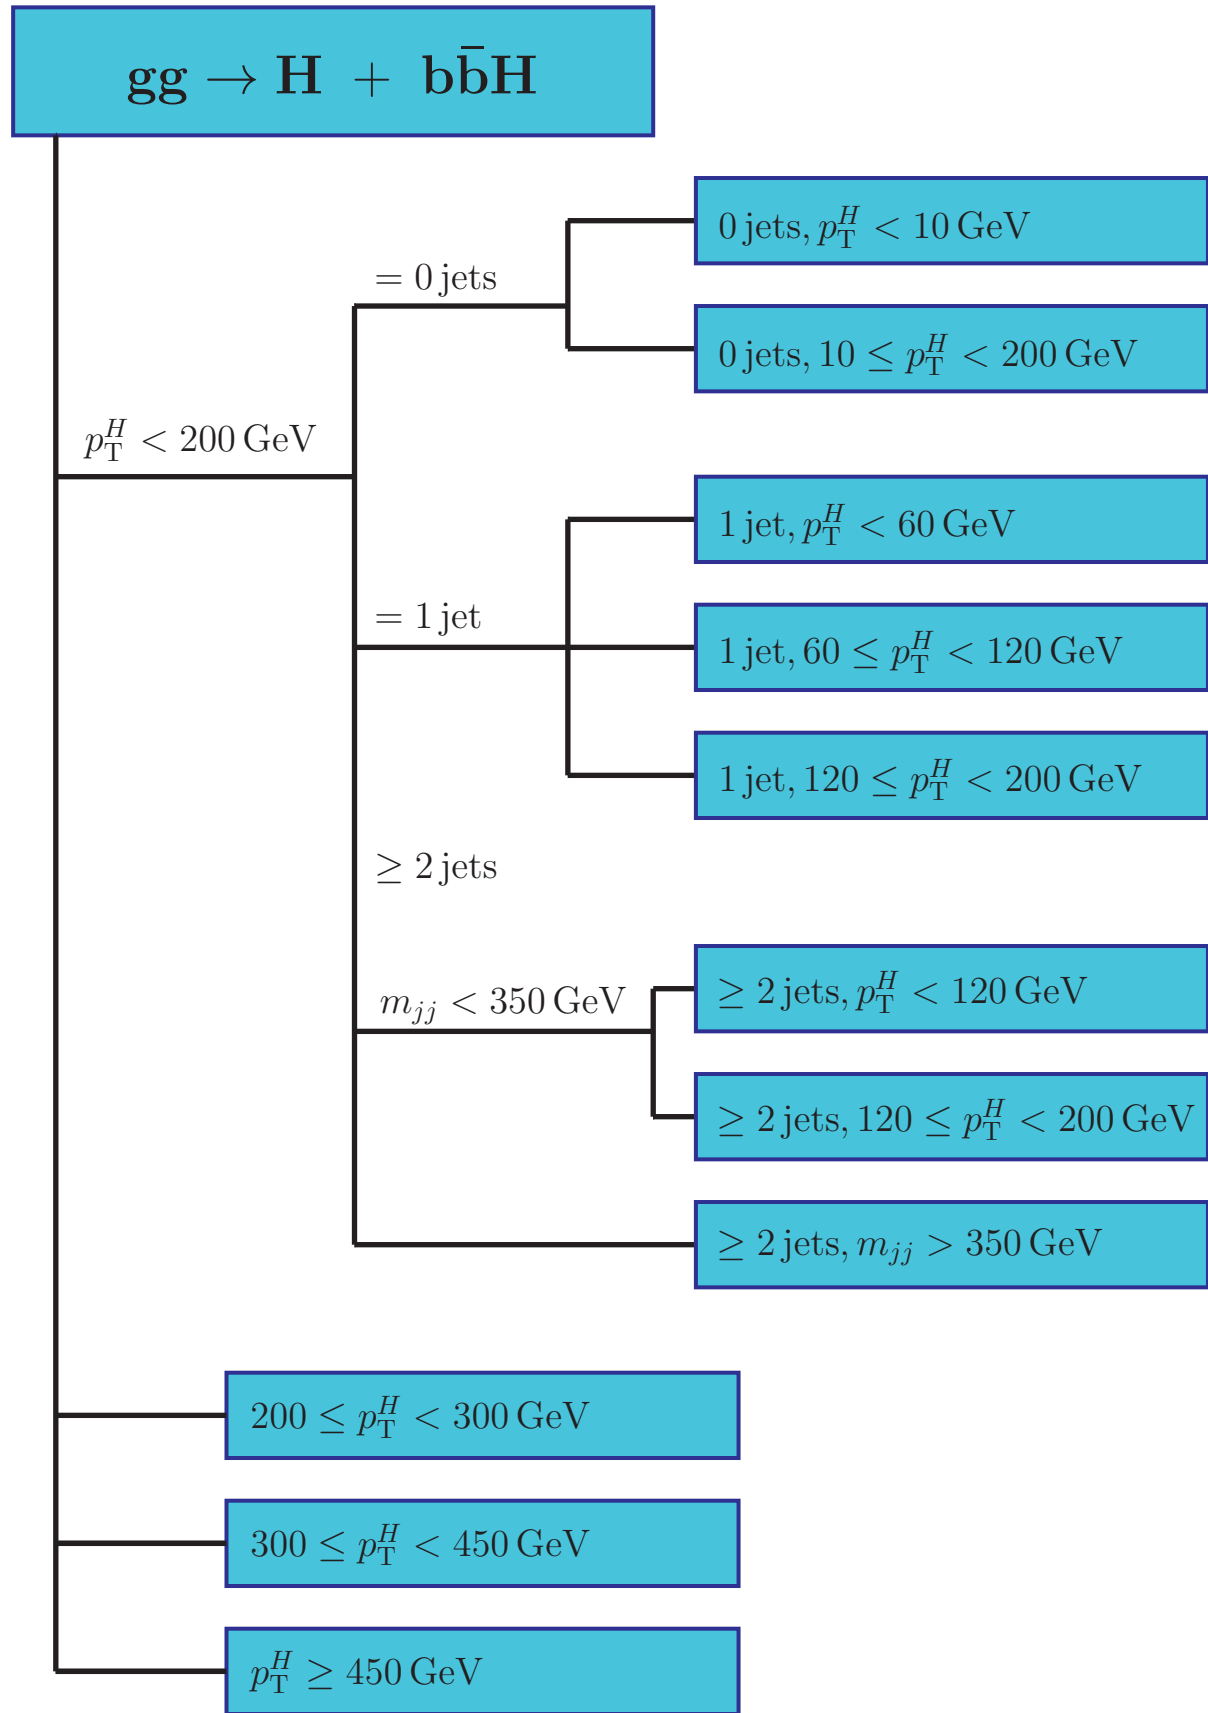 gg → H + bb̄H
0 jets, p_T^H < 10 GeV
= 0 jets
0 jets, 10 ≤ p_T^H < 200 GeV
p_T^H < 200 GeV
1 jet, p_T^H < 60 GeV
= 1 jet
1 jet, 60 ≤ p_T^H < 120 GeV
1 jet, 120 ≤ p_T^H < 200 GeV
≥ 2 jets
m_jj < 350 GeV
≥ 2 jets, p_T^H < 120 GeV
≥ 2 jets, 120 ≤ p_T^H < 200 GeV
≥ 2 jets, m_jj > 350 GeV
200 ≤ p_T^H < 300 GeV
300 ≤ p_T^H < 450 GeV
p_T^H ≥ 450 GeV